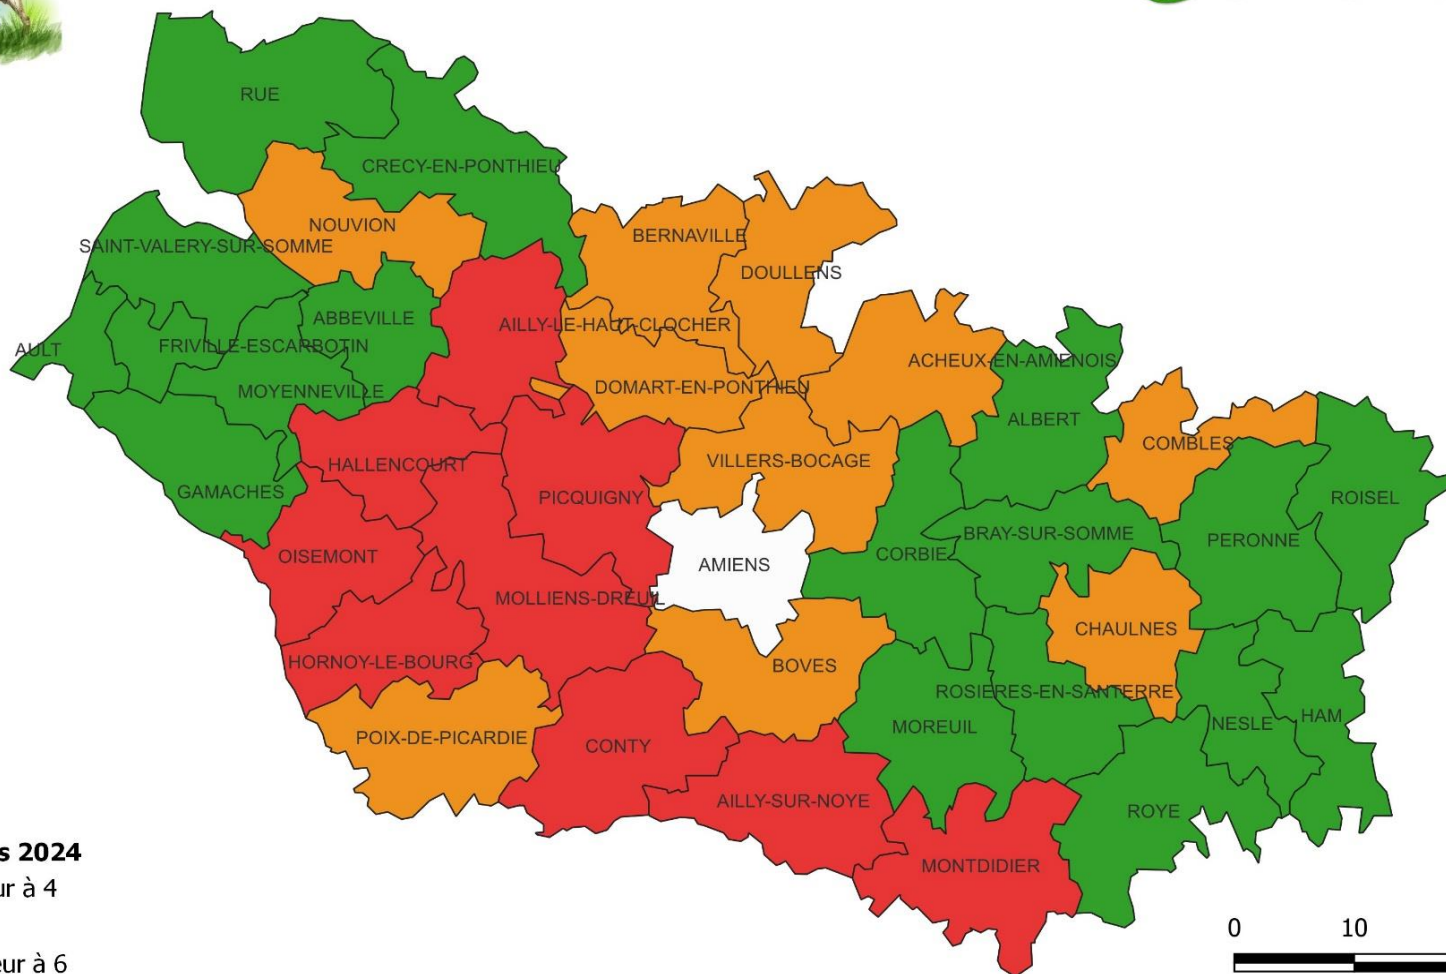 RUE
CRECY-EN-PONTHIEU
NOUVION
SAINT-VALERY-SUR-SOMME
BERNAVILLE
DOULLENS
ABBEVILLE
AILLY-LE-HAUT-CLOCHER
AULT
FRIVILLE-ESCARBOTIN
ACHEUX-EN-AMIENOIS
MOYENNEVILLE
DOMART-EN-PONTHIEU
ALBERT
COMBLES
HALLENCOURT
VILLERS-BOCAGE
GAMACHES
PICQUIGNY
ROISEL
BRAY-SUR-SOMME
PERONNE
OISEMONT
AMIENS
CORBIE
MOLLIENS-DREUIL
CHAULNES
HORNOY-LE-BOURG
BOVES
ROSIERES-EN-SANTERRE
POIX-DE-PICARDIE
CONTY
MOREUIL
NESLE
HAM
AILLY-SUR-NOYE
ROYE
MONTDIDIER
s 2024
ur à 4
eur à 6
0 10